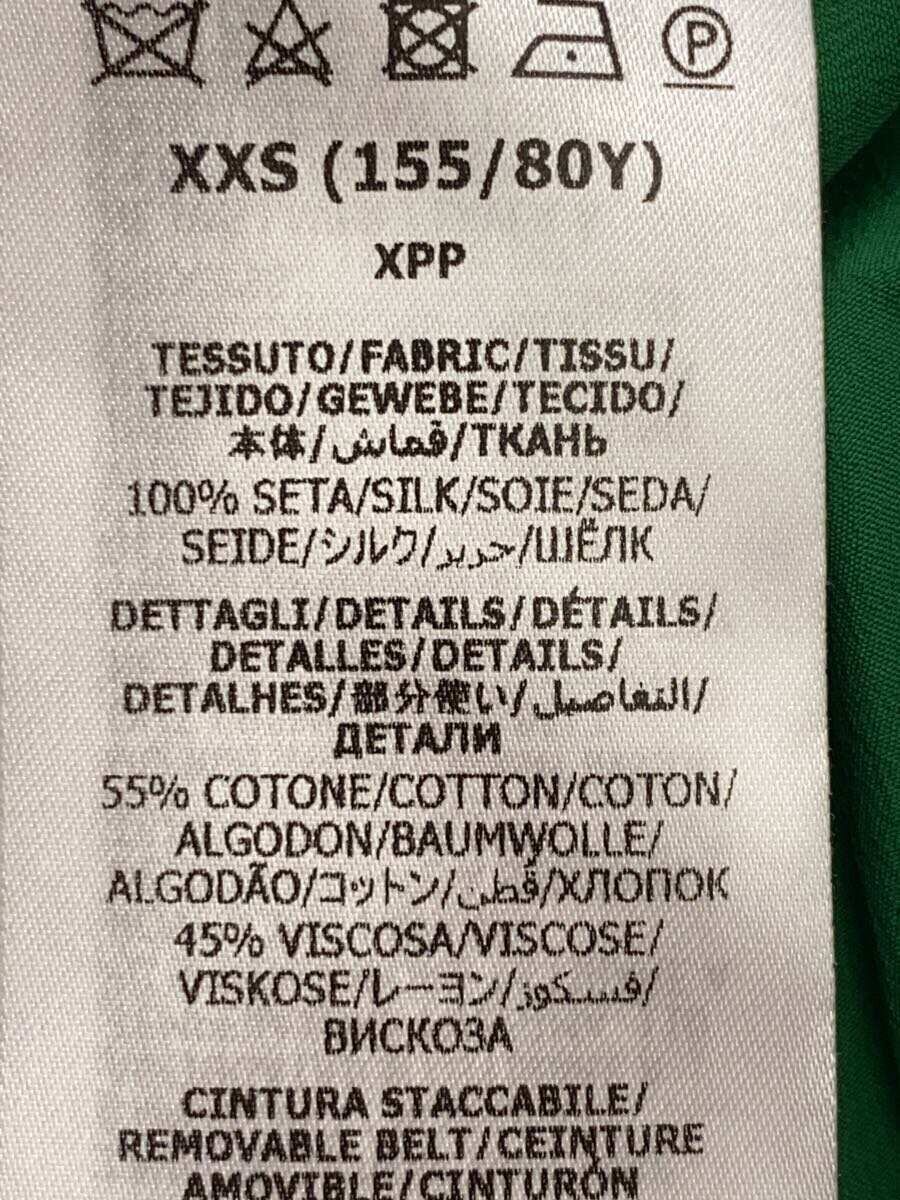 P
XXS (155/80Y)
XPP
TESSUTO/FABRIC/TISSU/
TEJIDO/GEWEBE/TECIDO/
本体/قماش/ТКАНЬ
100% SETA/SILK/SOIE/SEDA/
SEIDE/シルク/حرير/ШЁЛК
DETTAGLI/DETAILS/DÉTAILS/
DETALLES/DETAILS/
DETALHES/部分使い/التفاصيل/
ДЕТАЛИ
55% COTONE/COTTON/COTON/
ALGODON/BAUMWOLLE/
ALGODÃO/コットン/قطن/ХЛОПОК
45% VISCOSA/VISCOSE/
VISKOSE/レーヨン/فسكوز/
ВИСКОЗА
CINTURA STACCABILE/
REMOVABLE BELT/CEINTURE
AMOVIBLE/CINTURÓN